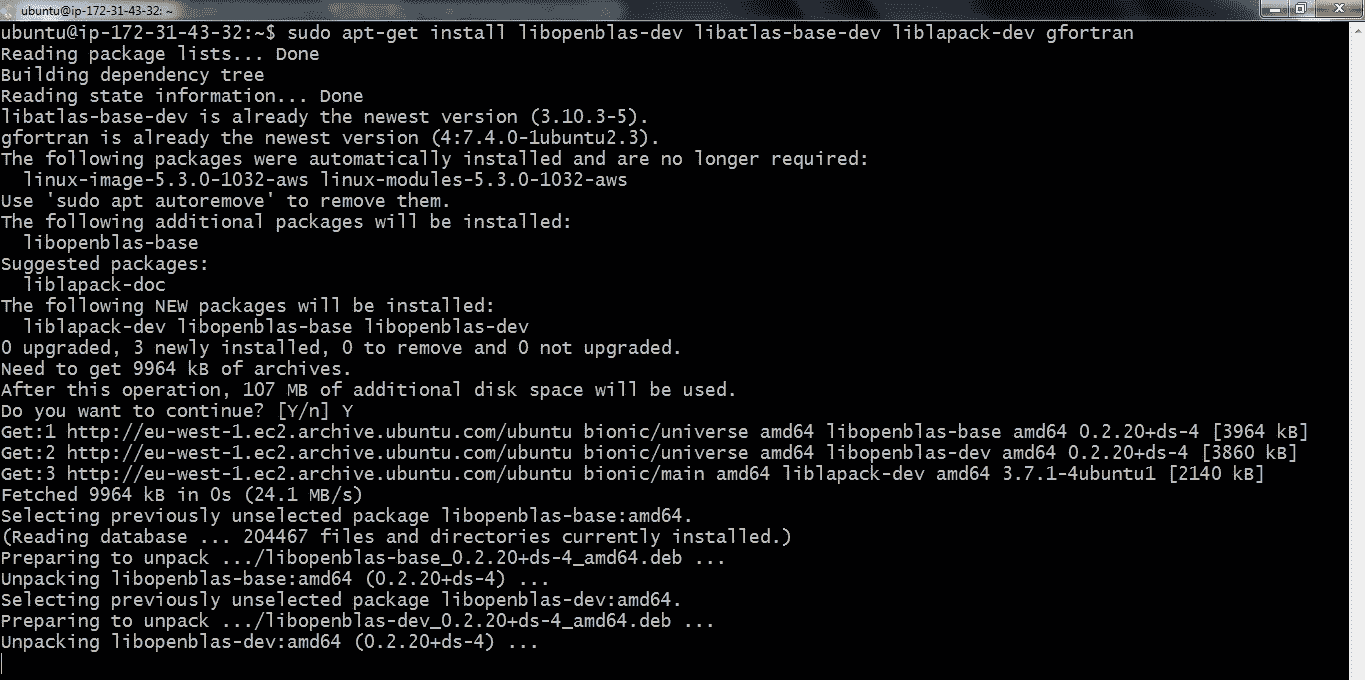 ubuntu@ip-172-31-43-32: ~
ubuntu@ip-172-31-43-32:~$ sudo apt-get install libopenblas-dev libatlas-base-dev liblapack-dev gfortran
Reading package lists... Done
Building dependency tree
Reading state information... Done
libatlas-base-dev is already the newest version (3.10.3-5).
gfortran is already the newest version (4:7.4.0-1ubuntu2.3).
The following packages were automatically installed and are no longer required:
  linux-image-5.3.0-1032-aws linux-modules-5.3.0-1032-aws
Use 'sudo apt autoremove' to remove them.
The following additional packages will be installed:
  libopenblas-base
Suggested packages:
  liblapack-doc
The following NEW packages will be installed:
  liblapack-dev libopenblas-base libopenblas-dev
0 upgraded, 3 newly installed, 0 to remove and 0 not upgraded.
Need to get 9964 kB of archives.
After this operation, 107 MB of additional disk space will be used.
Do you want to continue? [Y/n] Y
Get:1 http://eu-west-1.ec2.archive.ubuntu.com/ubuntu bionic/universe amd64 libopenblas-base amd64 0.2.20+ds-4 [3964 kB]
Get:2 http://eu-west-1.ec2.archive.ubuntu.com/ubuntu bionic/universe amd64 libopenblas-dev amd64 0.2.20+ds-4 [3860 kB]
Get:3 http://eu-west-1.ec2.archive.ubuntu.com/ubuntu bionic/main amd64 liblapack-dev amd64 3.7.1-4ubuntu1 [2140 kB]
Fetched 9964 kB in 0s (24.1 MB/s)
Selecting previously unselected package libopenblas-base:amd64.
(Reading database ... 204467 files and directories currently installed.)
Preparing to unpack .../libopenblas-base_0.2.20+ds-4_amd64.deb ...
Unpacking libopenblas-base:amd64 (0.2.20+ds-4) ...
Selecting previously unselected package libopenblas-dev:amd64.
Preparing to unpack .../libopenblas-dev_0.2.20+ds-4_amd64.deb ...
Unpacking libopenblas-dev:amd64 (0.2.20+ds-4) ...